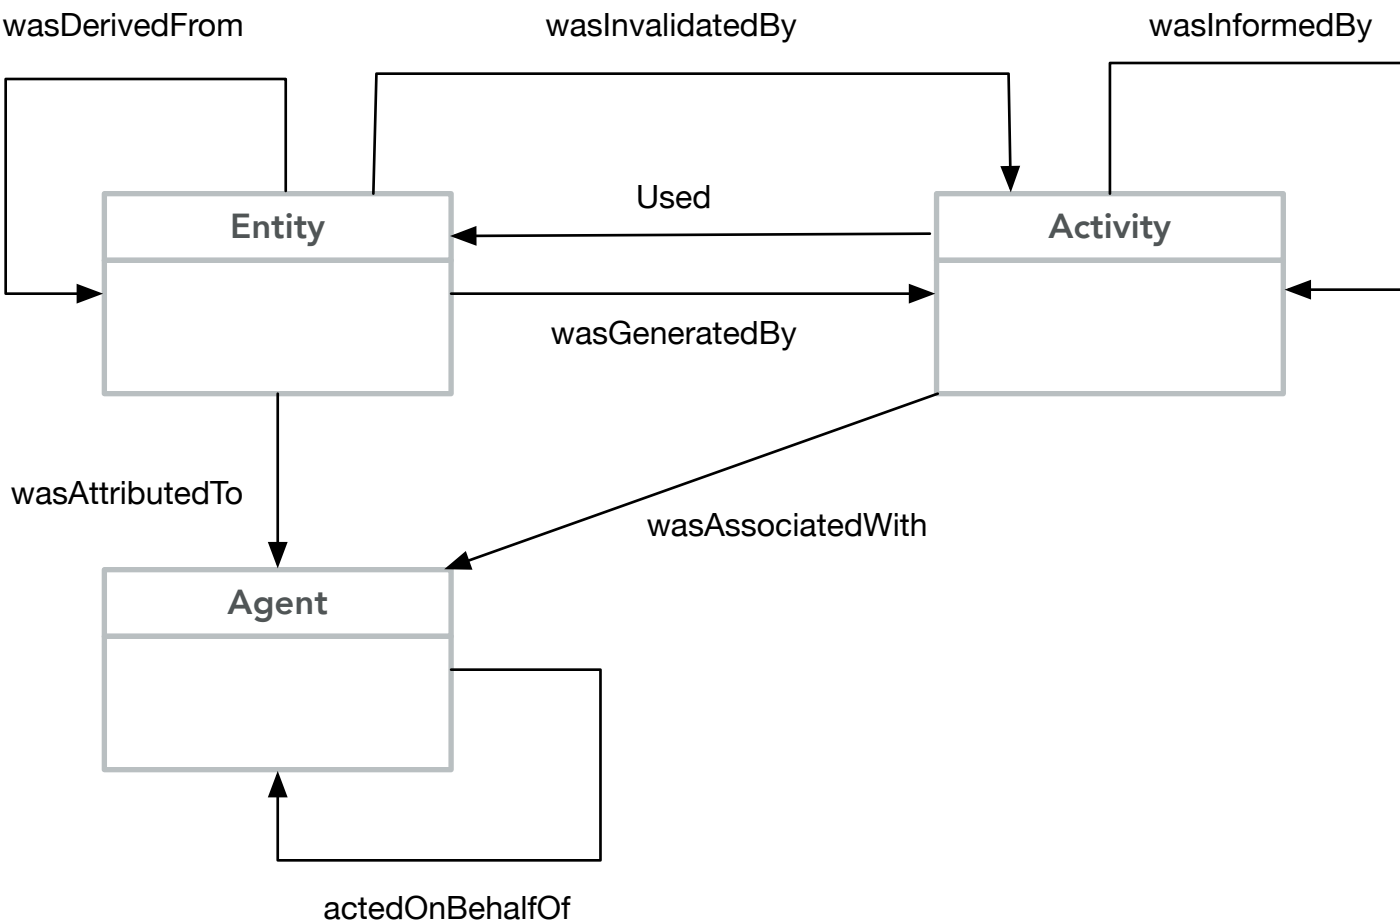 wasDerivedFrom
wasInvalidatedBy
wasInformedBy
Used
Entity
Activity
wasGeneratedBy
wasAttributedTo
wasAssociatedWith
Agent
actedOnBehalfOf